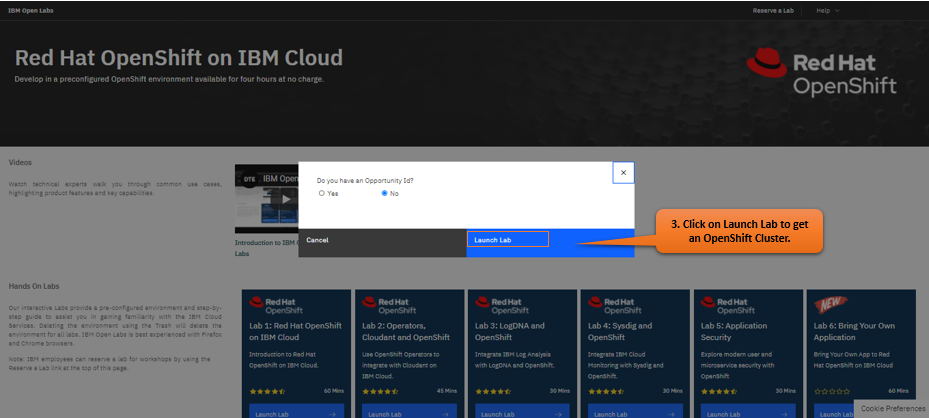 IBM Open Labs
Reserve a Lab
Help
Red Hat OpenShift on IBM Cloud
Develop in a preconfigured OpenShift environment available for four hours at no charge.
Red Hat
OpenShift
Videos
Watch technical experts walk you through common use cases,
highlighting product features and key capabilities.
DTE
IBM Open
Introduction to IBM
Labs
Do you have an Opportunity Id?
Yes
No
Cancel
Launch Lab
3. Click on Launch Lab to get
an OpenShift Cluster.
Hands On Labs
Our interactive Labs provide a pre-configured environment and step-by-
step guide to assist you in gaining familiarity with the IBM Cloud
Services. Deleting the environment using the Trash will delete the
environment for all labs. IBM Open Labs is best experienced with Firefox
and Chrome browsers.
Note: IBM employees can reserve a lab for workshops by using the
Reserve a Lab link at the top of this page.
Red Hat
OpenShift
Lab 1: Red Hat OpenShift
on IBM Cloud
Introduction to Red Hat
OpenShift on IBM Cloud.
60 Mins
Launch Lab
Red Hat
OpenShift
Lab 2: Operators,
Cloudant and OpenShift
Use OpenShift Operators to
integrate with Cloudant on
IBM Cloud.
45 Mins
Launch Lab
Red Hat
OpenShift
Lab 3: LogDNA and
OpenShift
Integrate IBM Log Analysis
with LogDNA and OpenShift.
30 Mins
Launch Lab
Red Hat
OpenShift
Lab 4: Sysdig and
OpenShift
Integrate IBM Cloud
Monitoring with Sysdig and
OpenShift.
30 Mins
Launch Lab
Red Hat
OpenShift
Lab 5: Application
Security
Explore modern user and
microservice security with
OpenShift
30 Mins
Launch Lab
NEW
Lab 6: Bring Your Own
Application
Bring Your Own App to Red
Hat OpenShift on IBM Cloud
60 Mins
Launch Lab
Cookie Preferences